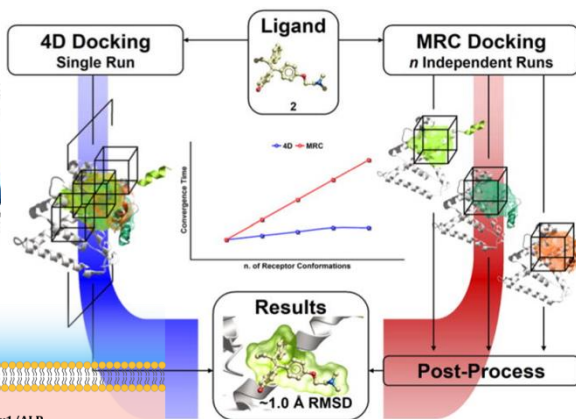 4D Docking
Single Run
Ligand
2
MRC Docking
n Independent Runs
4D MRC
Convergence Time
n. of Receptor Conformations
Results
~1.0 Å RMSD
Post-Process